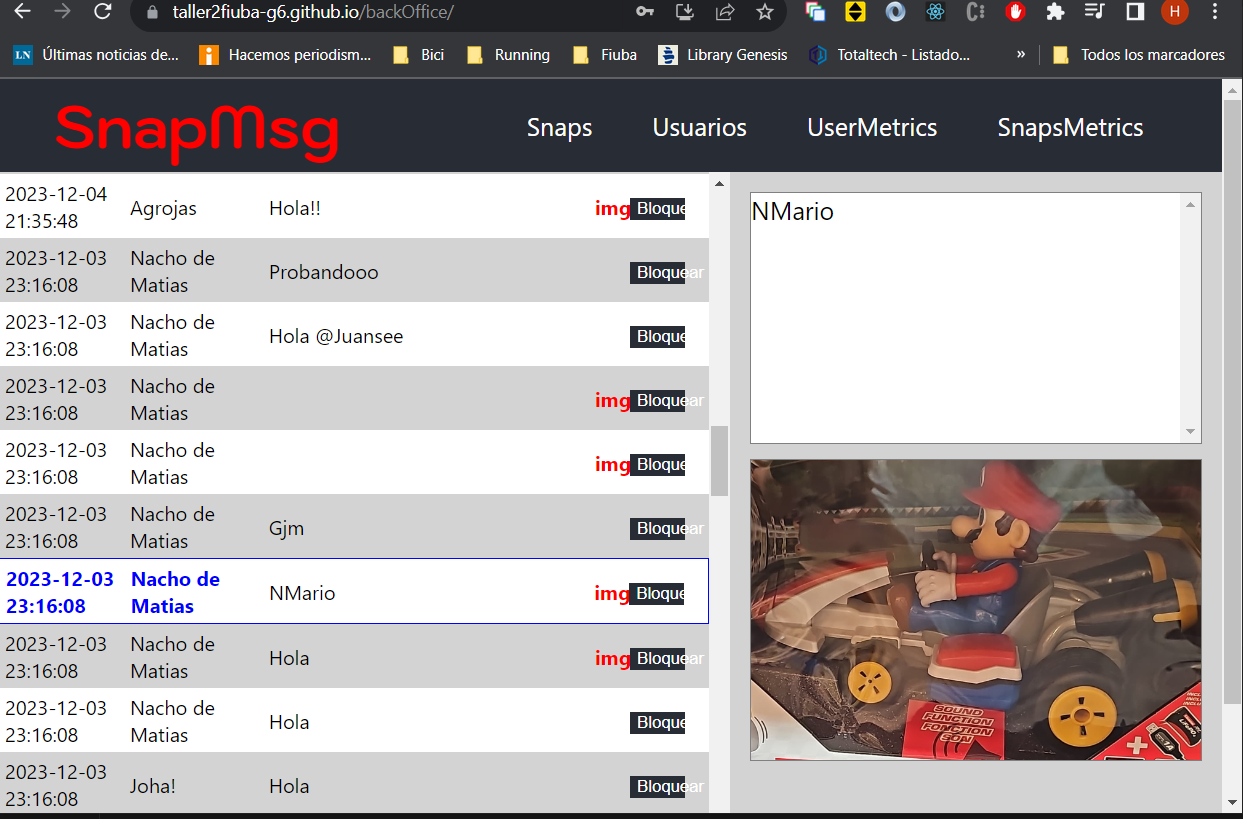 taller2fiuba-g6.github.io/backOffice/
H
LN Últimas noticias de...
Hacemos periodism...
Bici
Running
Fiuba
Library Genesis
Totaltech - Listado...
»
Todos los marcadores
SnapMsg
Snaps
Usuarios
UserMetrics
SnapsMetrics
2023-12-04
21:35:48
Agrojas
Hola!!
img
Bloque
2023-12-03
23:16:08
Nacho de
Matias
Probandooo
Bloquear
2023-12-03
23:16:08
Nacho de
Matias
Hola @Juansee
Bloque
2023-12-03
23:16:08
Nacho de
Matias
img
Bloquear
2023-12-03
23:16:08
Nacho de
Matias
img
Bloque
2023-12-03
23:16:08
Nacho de
Matias
Gjm
Bloquear
2023-12-03
23:16:08
Nacho de
Matias
NMario
img
Bloque
2023-12-03
23:16:08
Nacho de
Matias
Hola
img
Bloquear
2023-12-03
23:16:08
Nacho de
Matias
Hola
Bloque
2023-12-03
23:16:08
Joha!
Hola
Bloquear
NMario
SOUND
FUNCTION
FONCTION
SON